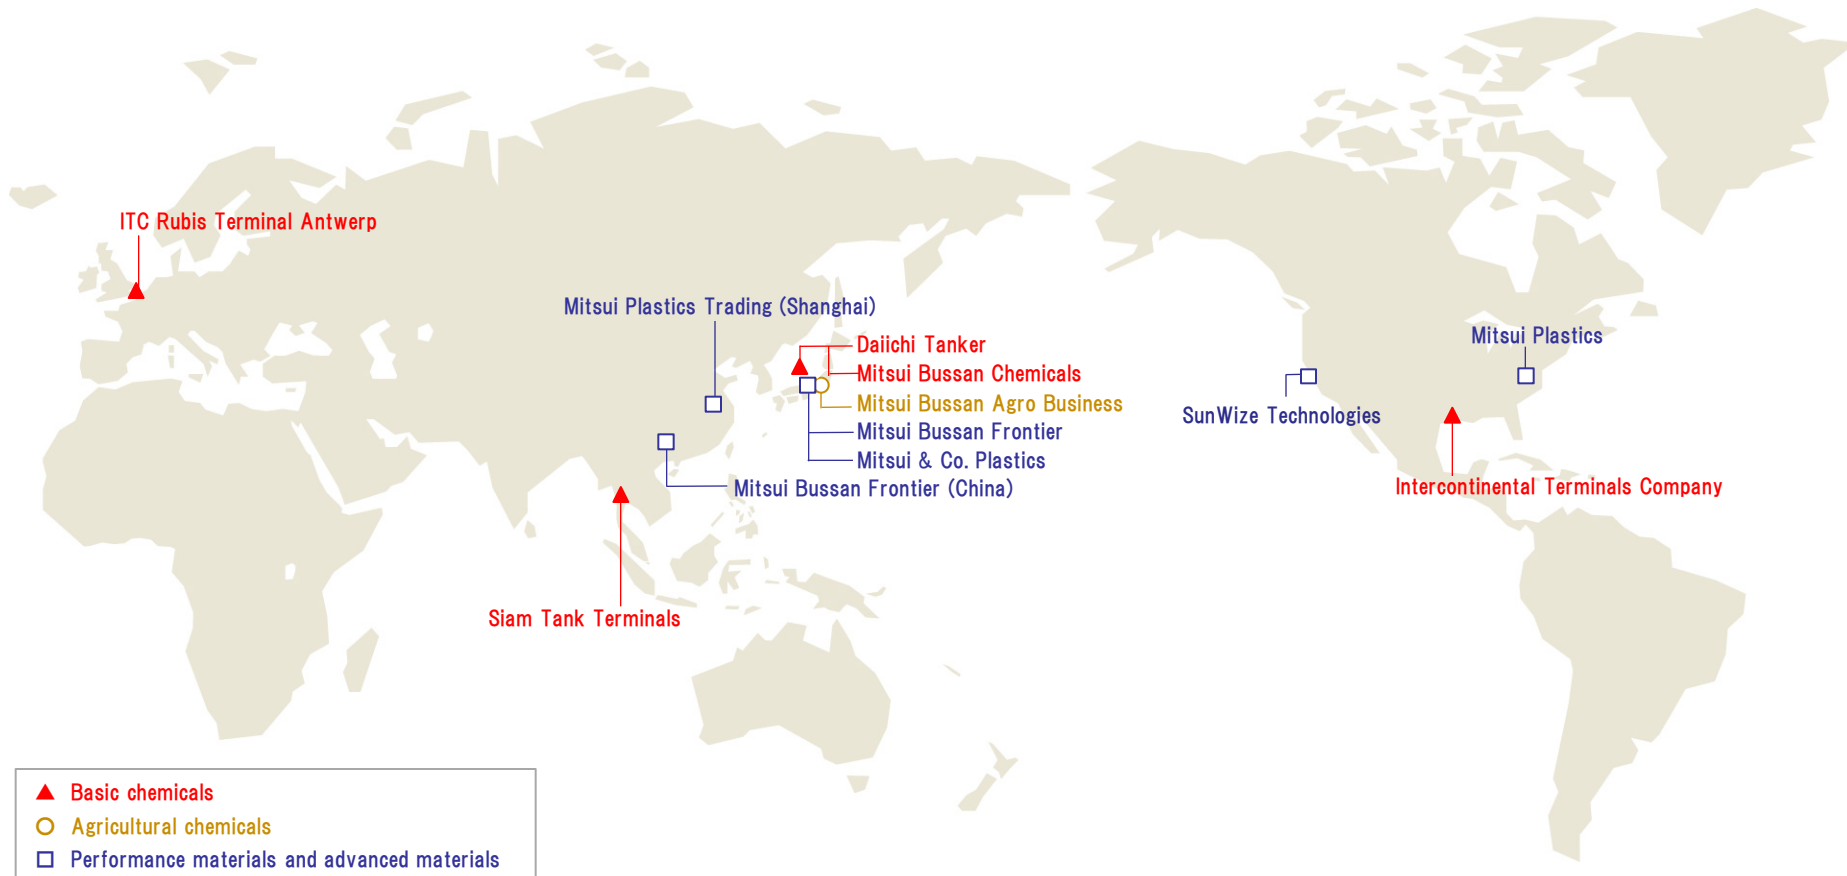 ITC Rubis Terminal Antwerp
Mitsui Plastics Trading (Shanghai)
Daiichi Tanker
Mitsui Bussan Chemicals
Mitsui Bussan Agro Business
Mitsui Bussan Frontier
Mitsui & Co. Plastics
Mitsui Bussan Frontier (China)
Siam Tank Terminals
Mitsui Plastics
SunWize Technologies
Intercontinental Terminals Company
Basic chemicals
Agricultural chemicals
Performance materials and advanced materials